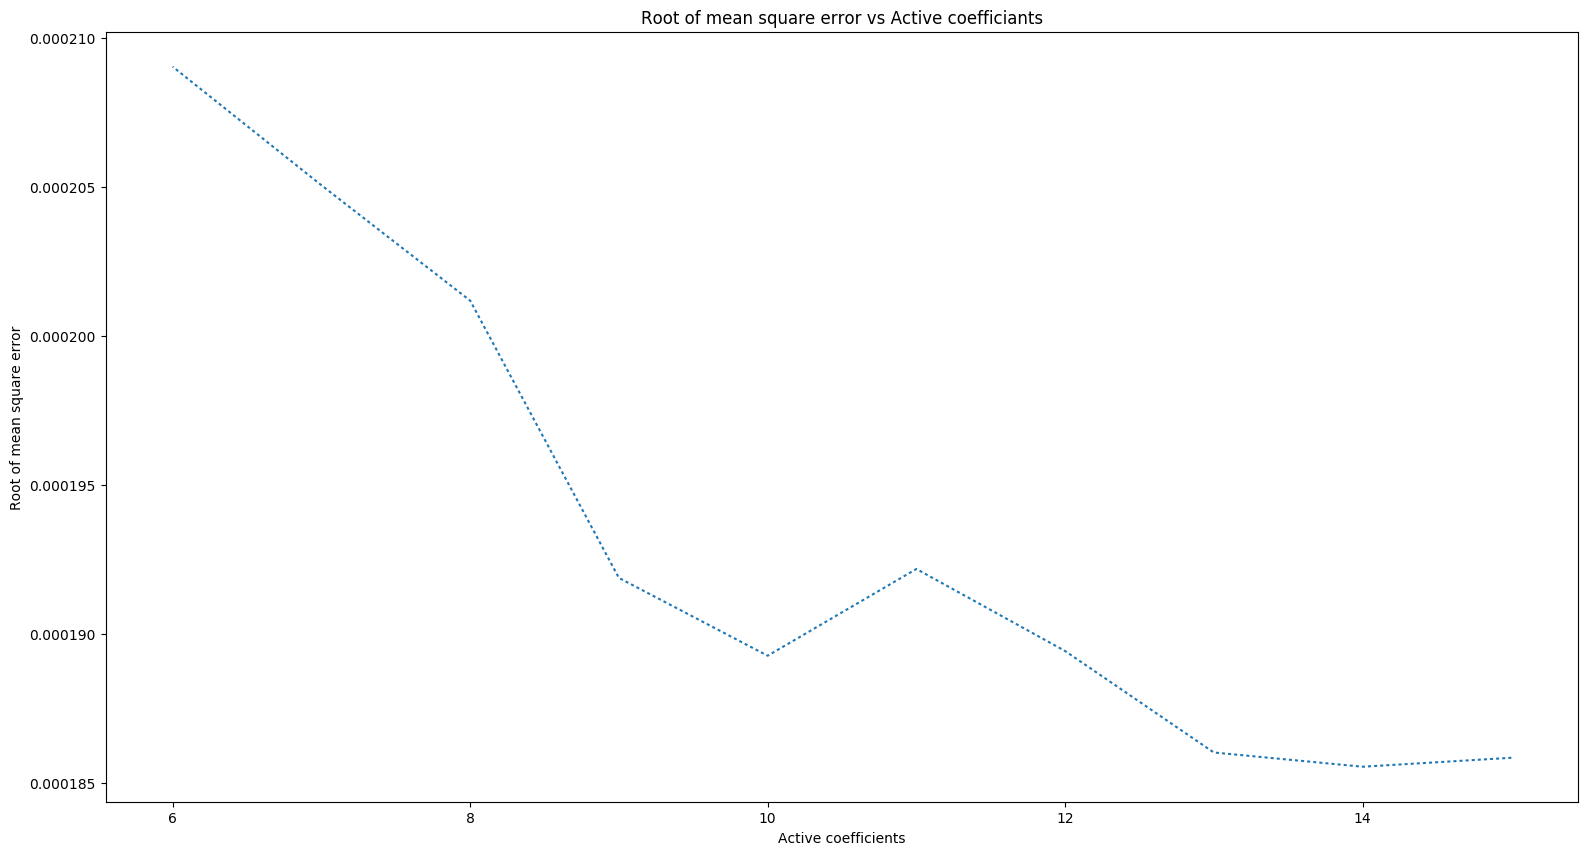 Root of mean square error vs Active coefficiants
0.000210
0.000205
0.000200
0.000195
0.000190
0.000185
Root of mean square error
6 8 10 12 14
Active coefficients